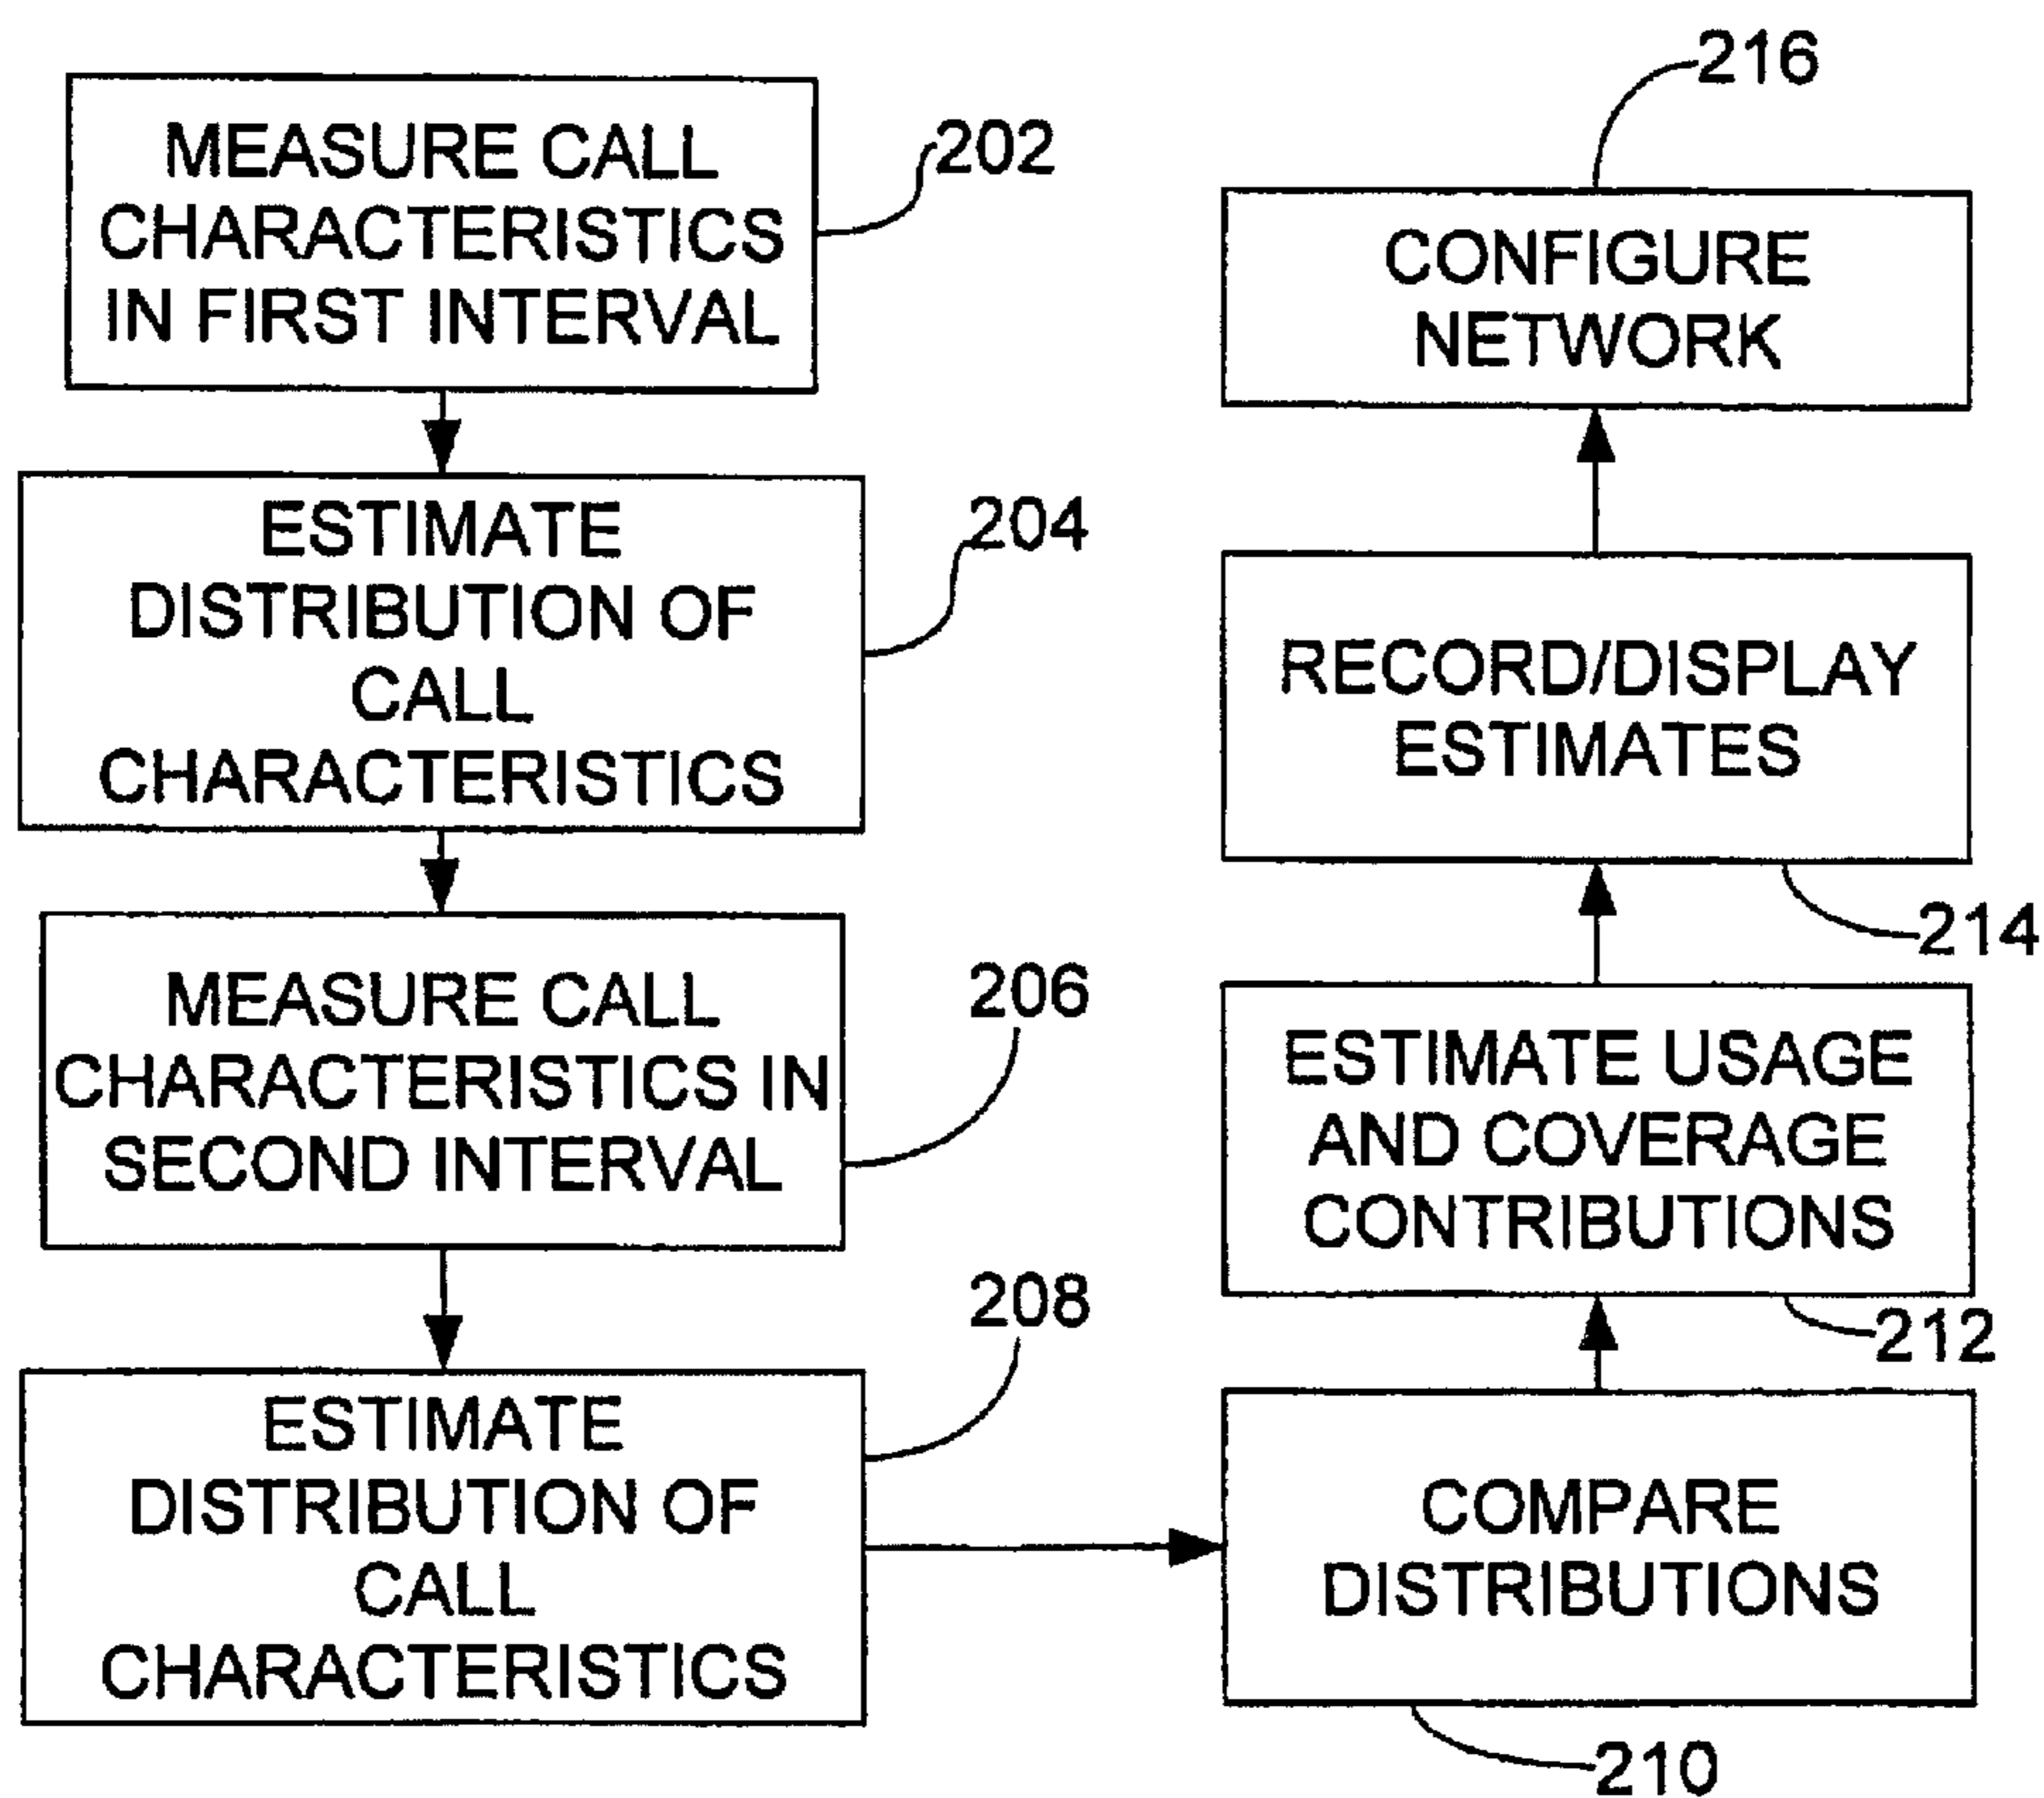 MEASURE CALL
CHARACTERISTICS
IN FIRST INTERVAL
202
ESTIMATE
DISTRIBUTION OF
CALL
CHARACTERISTICS
204
MEASURE CALL
CHARACTERISTICS IN
SECOND INTERVAL
206
ESTIMATE
DISTRIBUTION OF
CALL
CHARACTERISTICS
208
COMPARE
DISTRIBUTIONS
210
ESTIMATE USAGE
AND COVERAGE
CONTRIBUTIONS
212
RECORD/DISPLAY
ESTIMATES
214
CONFIGURE
NETWORK
216